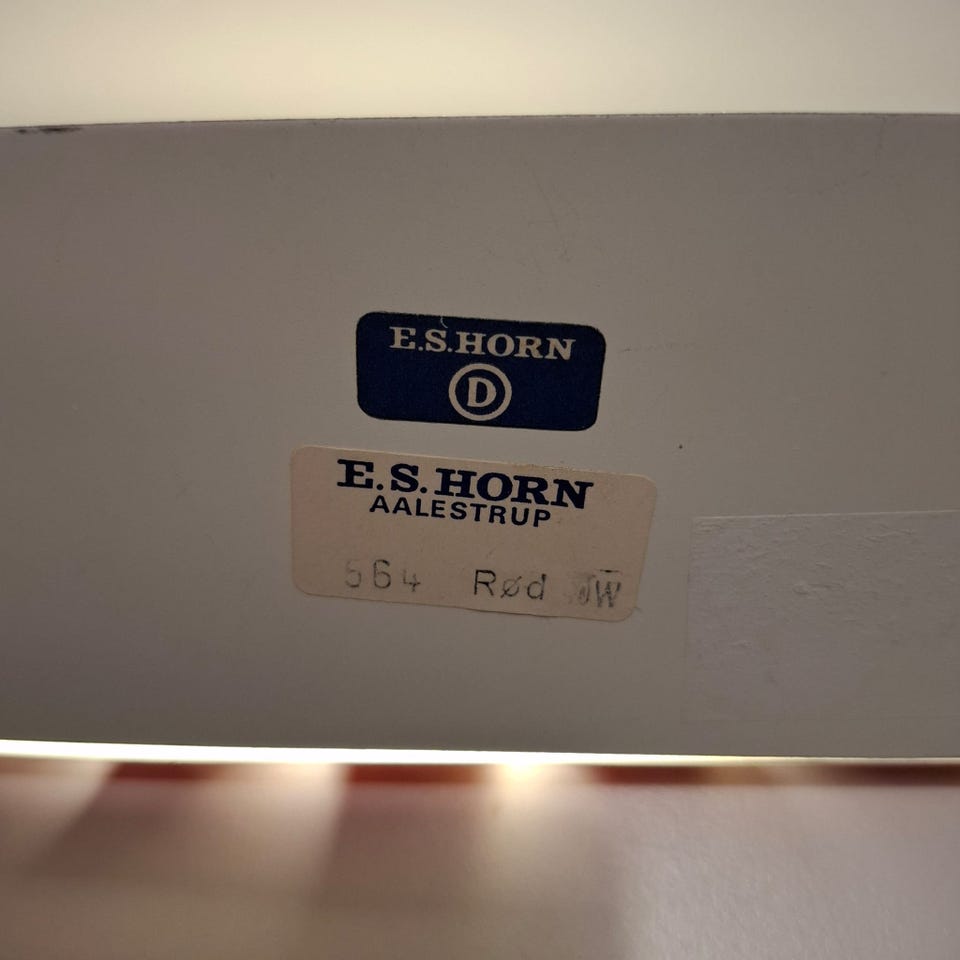 E.S.HORN
D
E.S.HORN
AALESTRUP
564 Rød